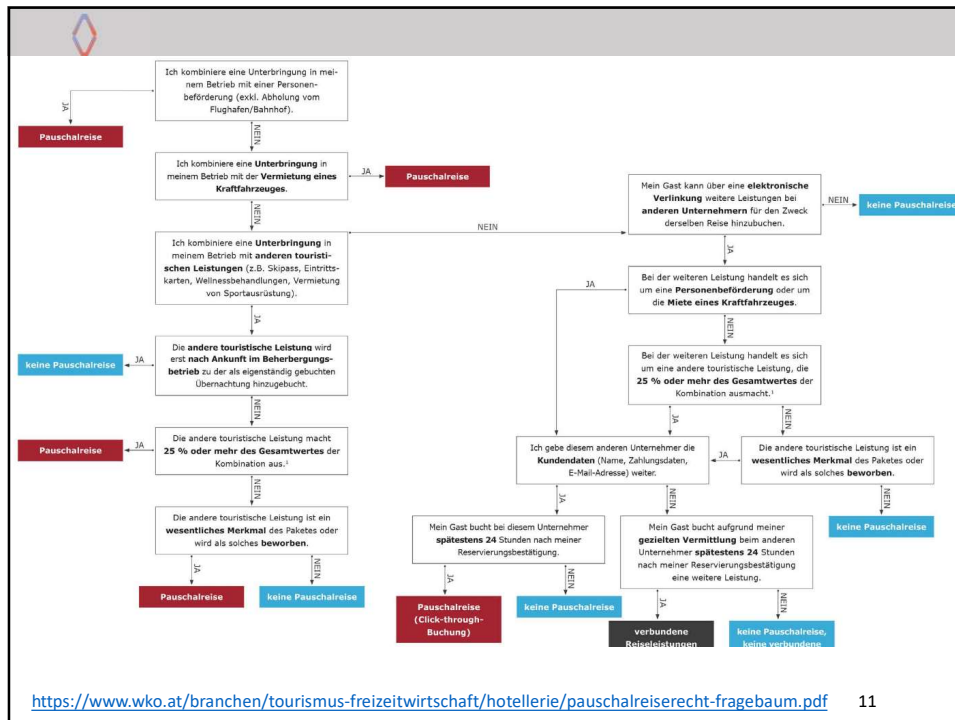 Ich kombiniere eine Unterbringung in mei-
nem Betrieb mit einer Personen-
beförderung (exkl. Abholung vom
Flughafen/Bahnhof).
JA
Pauschalreise
NEIN
Ich kombiniere eine Unterbringung in
meinem Betrieb mit der Vermietung eines
Kraftfahrzeuges.
JA
Pauschalreise
NEIN
Ich kombiniere eine Unterbringung in
meinem Betrieb mit anderen touristi-
schen Leistungen (z.B. Skipass, Eintritts-
karten, Wellnessbehandlungen, Vermietung
von Sportausrüstung).
NEIN
JA
Die andere touristische Leistung wird
erst nach Ankunft im Beherbergungs-
betrieb zu der als eigenständig gebuchten
Übernachtung hinzugebucht.
JA
keine Pauschalreise
NEIN
Die andere touristische Leistung macht
25 % oder mehr des Gesamtwertes der
Kombination aus.¹
JA
Pauschalreise
NEIN
Die andere touristische Leistung ist ein
wesentliches Merkmal des Paketes oder
wird als solches beworben.
JA
NEIN
Pauschalreise
keine Pauschalreise
Mein Gast kann über eine elektronische
Verlinkung weitere Leistungen bei
anderen Unternehmern für den Zweck
derselben Reise hinzubuchen.
NEIN
keine Pauschalreise
JA
Bei der weiteren Leistung handelt es sich
um eine Personenbeförderung oder um
die Miete eines Kraftfahrzeuges.
JA
NEIN
Bei der weiteren Leistung handelt es sich
um eine andere touristische Leistung, die
25 % oder mehr des Gesamtwertes der
Kombination ausmacht.¹
JA
NEIN
Ich gebe diesem anderen Unternehmer die
Kundendaten (Name, Zahlungsdaten,
E-Mail-Adresse) weiter.
JA
Die andere touristische Leistung ist ein
wesentliches Merkmal des Paketes oder
wird als solches beworben.
NEIN
keine Pauschalreise
JA
NEIN
Mein Gast bucht bei diesem Unternehmer
spätestens 24 Stunden nach meiner
Reservierungsbestätigung.
JA
NEIN
Pauschalreise
(Click-through-
Buchung)
keine Pauschalreise
Mein Gast bucht aufgrund meiner
gezielten Vermittlung beim anderen
Unternehmer spätestens 24 Stunden
nach meiner Reservierungsbestätigung
eine weitere Leistung.
JA
NEIN
verbundene
Reiseleistungen
keine Pauschalreise,
keine verbundene
https://www.wko.at/branchen/tourismus-freizeitwirtschaft/hotellerie/pauschalreiserecht-fragebaum.pdf
11